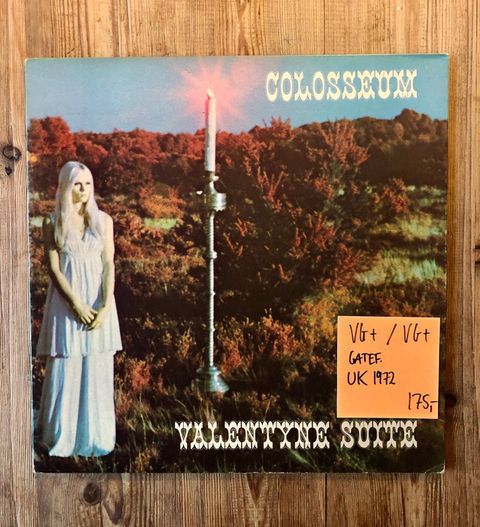 COLOSSEUM
VG+ / VG+
GATEF.
UK 1972
175,-
VALENTYNE SUITE